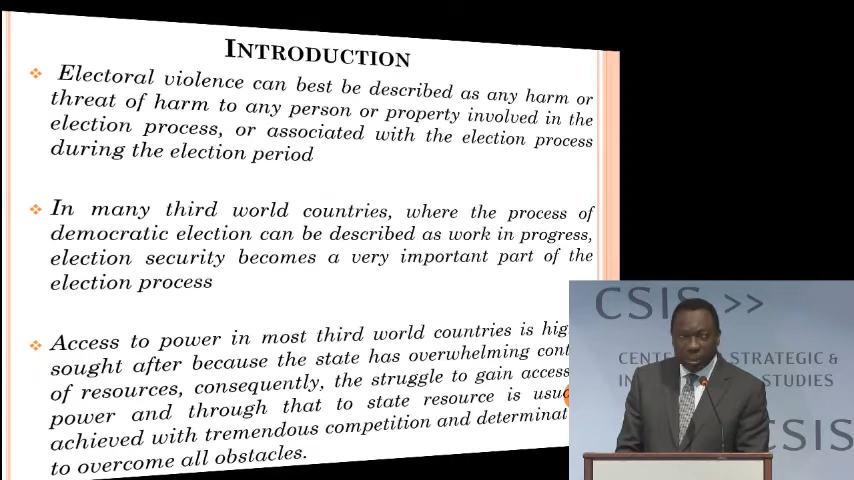 INTRODUCTION
Electoral violence can best be described as any harm or
threat of harm to any person or property involved in the
election process, or associated with the election process
during the election period
In many third world countries, where the process of
democratic election can be described as work in progress,
election security becomes a very important part of the
election process
Access to power in most third world countries is
sought after because the state has overwhelming
of resources, consequently, the struggle to gain access
power and through that to state resource is
achieved with tremendous competition and
to overcome all obstacles.
CSIS >>
STRATEGIC &
STUDIES
CSIS